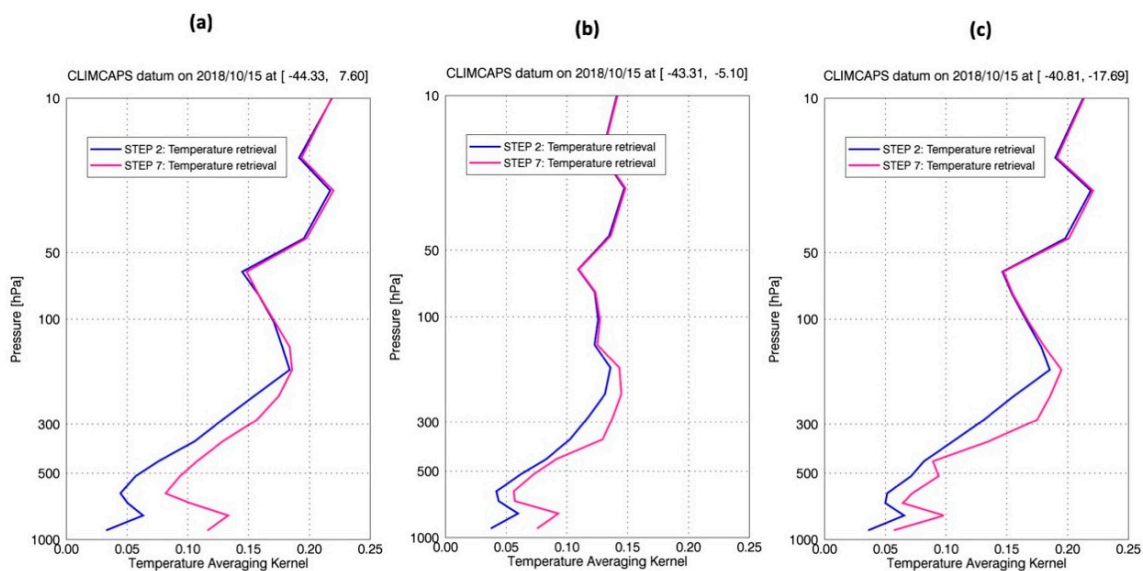 (a)
CLIMCAPS datum on 2018/10/15 at [ -44.33, 7.60]
10
50
100
300
500
1000
Pressure [hPa]
STEP 2: Temperature retrieval
STEP 7: Temperature retrieval
0.00 0.05 0.10 0.15 0.20 0.25
Temperature Averaging Kernel
(b)
CLIMCAPS datum on 2018/10/15 at [ -43.31, -5.10]
10
50
100
300
500
1000
Pressure [hPa]
STEP 2: Temperature retrieval
STEP 7: Temperature retrieval
0.00 0.05 0.10 0.15 0.20 0.25
Temperature Averaging Kernel
(c)
CLIMCAPS datum on 2018/10/15 at [ -40.81, -17.69]
10
50
100
300
500
1000
Pressure [hPa]
STEP 2: Temperature retrieval
STEP 7: Temperature retrieval
0.00 0.05 0.10 0.15 0.20 0.25
Temperature Averaging Kernel